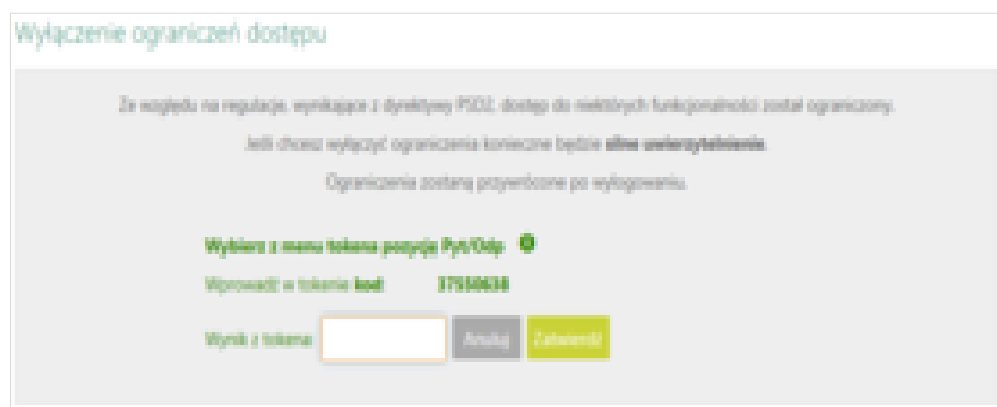 Wyłączenie ograniczeń dostępu
Ze względu na regulacje, wynikające z dyrektywy PSD2, dostęp do niektórych funkcjonalności został ograniczony.
Jeśli chcesz wyłączyć ograniczenia konieczne będzie silne uwierzytelnienie.
Ograniczenia zostaną przywrócone po wylogowaniu.
Wybierz z menu tokena pozycję Pyt/Odp
Wprowadź w tokenie kod: 37550638
Wynik z tokena: Anuluj Zatwierdź